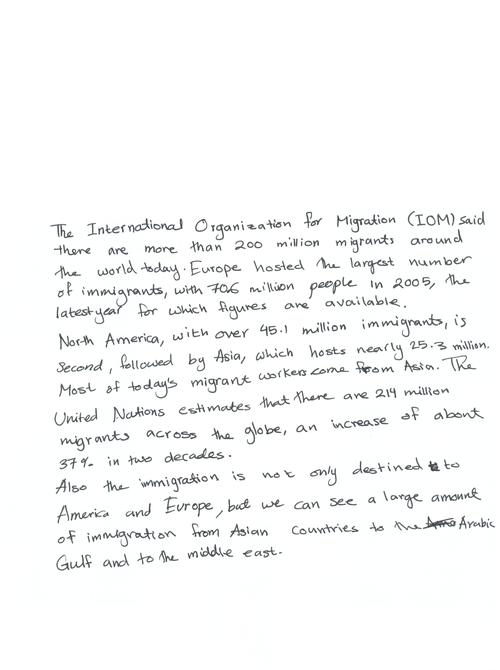 The International Organization for Migration (IOM) said
there are more than 200 million migrants around
the world today. Europe hosted the largest number
of immigrants, with 70.6 million people in 2005, the
latest year for which figures are available.
North America, with over 45.1 million immigrants, is
second, followed by Asia, which hosts nearly 25.3 million.
Most of today's migrant workers come from Asia. The
United Nations estimates that there are 214 million
migrants across the globe, an increase of about
37% in two decades.
Also the immigration is not only destined to
America and Europe, but we can see a large amount
of immigration from Asian countries to the Arabic
Gulf and to the middle east.